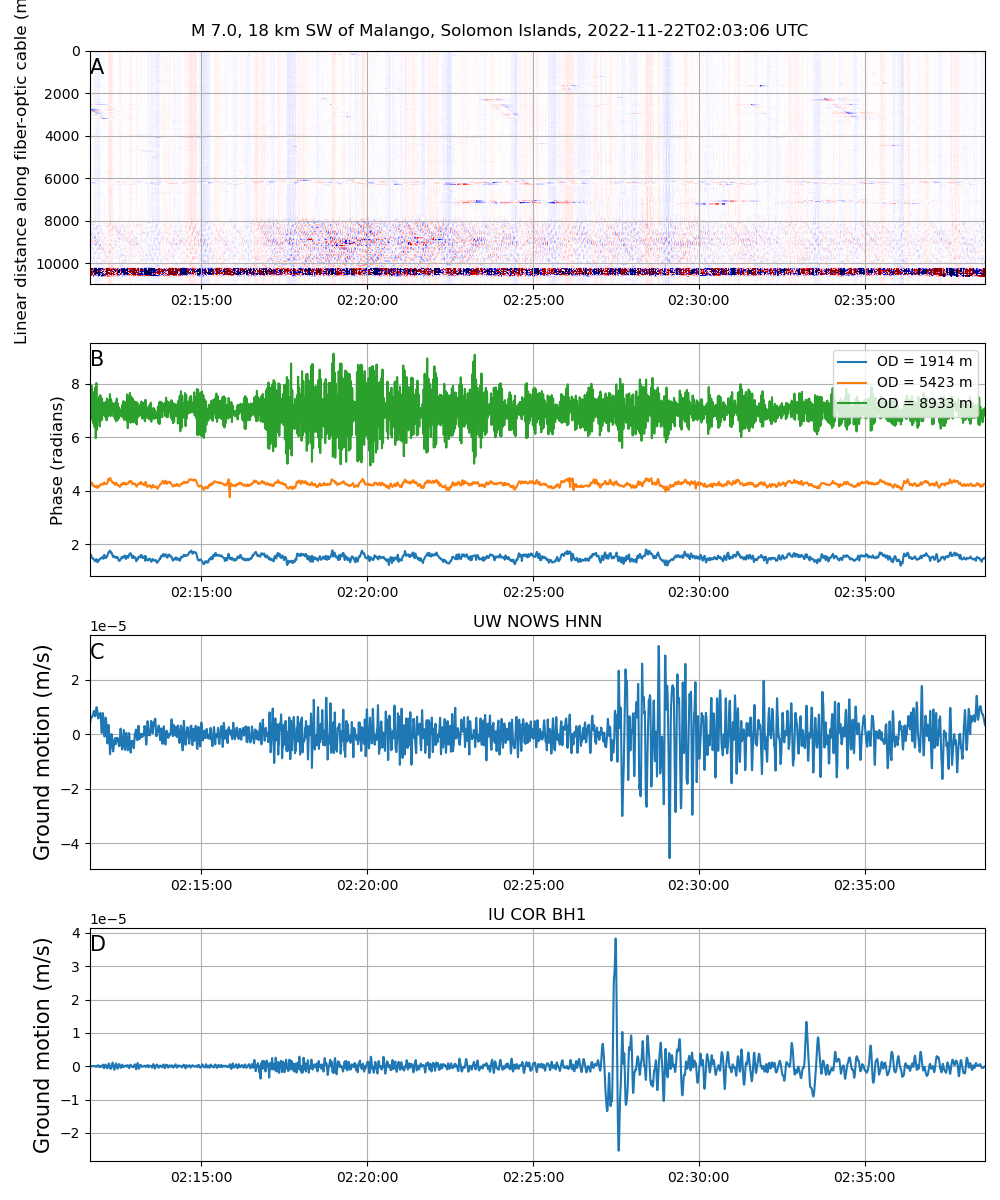 M 7.0, 18 km SW of Malango, Solomon Islands, 2022-11-22T02:03:06 UTC
A
Linear distance along fiber-optic cable (m
0
2000
4000
6000
8000
10000
02:15:00 02:20:00 02:25:00 02:30:00 02:35:00
B
Phase (radians)
8
6
4
2
OD = 1914 m
OD = 5423 m
OD = 8933 m
02:15:00 02:20:00 02:25:00 02:30:00 02:35:00
UW NOWS HNN
1e−5
C
Ground motion (m/s)
2
0
−2
−4
02:15:00 02:20:00 02:25:00 02:30:00 02:35:00
IU COR BH1
1e−5
D
Ground motion (m/s)
4
3
2
1
0
−1
−2
02:15:00 02:20:00 02:25:00 02:30:00 02:35:00